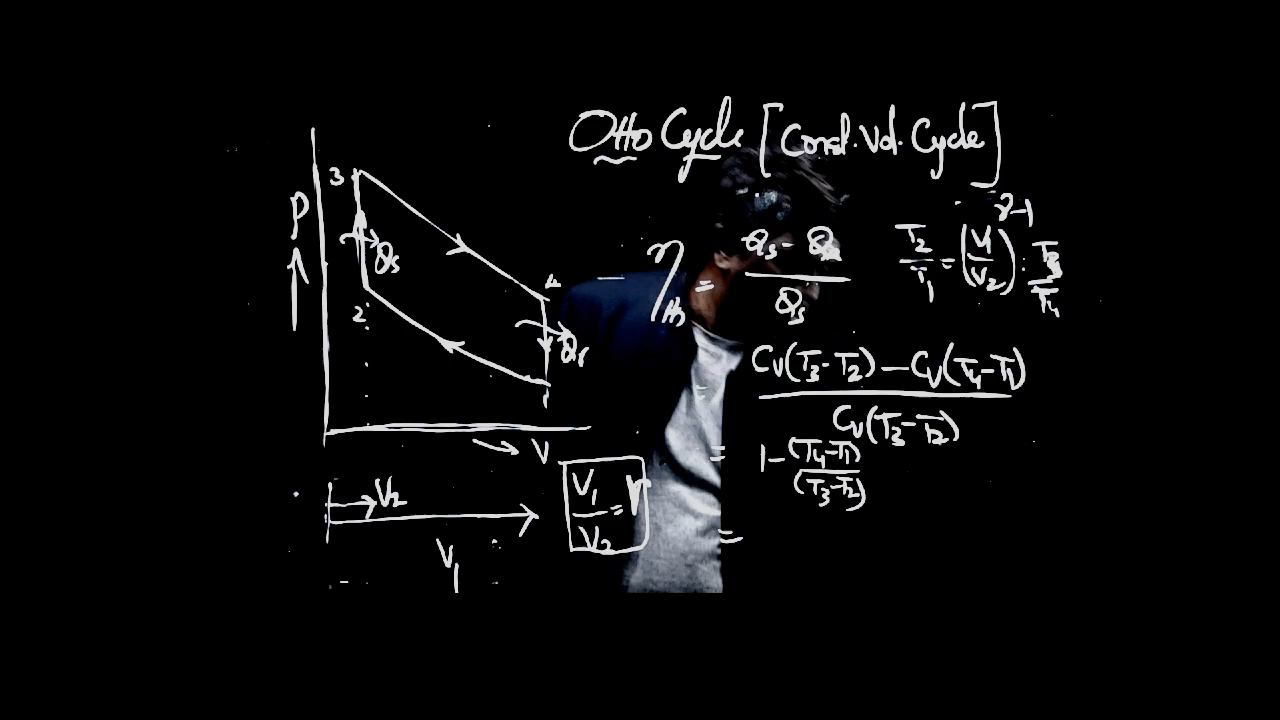 Otto Cycle [Const. Vol. Cycle]
3
P
Qs
2
4
Qr
1
V
V2
V1
V1/V2 = r
ηth = (Qs - QR)/Qs
T2/T1 = (V1/V2)^γ-1 = T3/T4
= (CV(T3-T2) - CV(T4-T1))/(CV(T3-T2))
= 1 - (T4-T1)/(T3-T2)
=